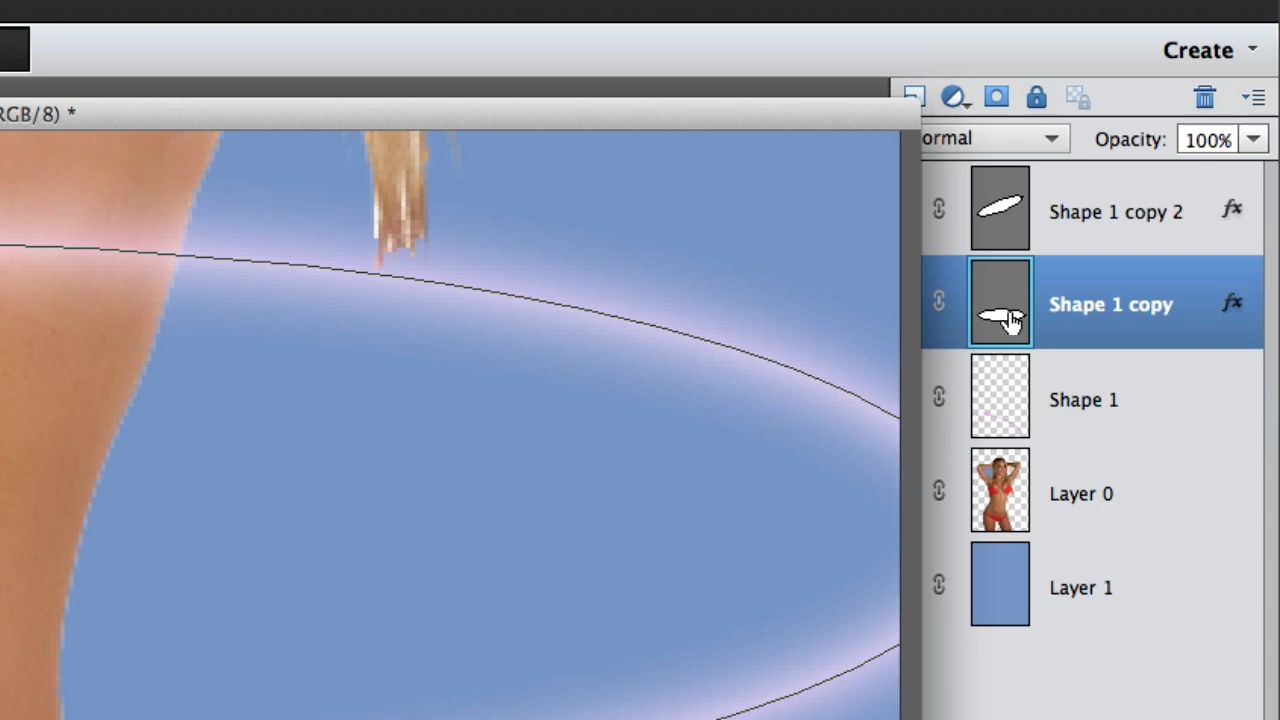 Create
RGB/8) *
ormal
Opacity: 100%
Shape 1 copy 2
fx
Shape 1 copy
fx
Shape 1
Layer 0
Layer 1